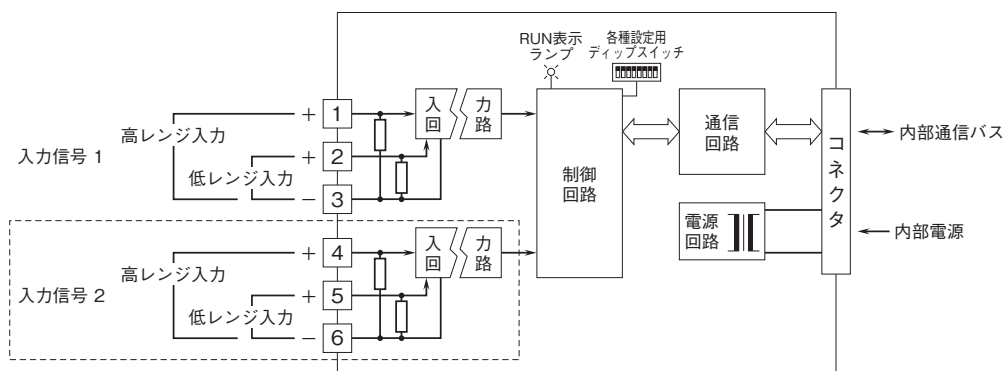 RUN表示
ランプ
各種設定用
ディップスイッチ
入力信号 1
高レンジ入力
低レンジ入力
+ 1
+ 2
− 3
入 力
回 路
制御
回路
通信
回路
電源
回路
コネクタ
内部通信バス
内部電源
入力信号 2
高レンジ入力
低レンジ入力
+ 4
+ 5
− 6
入 力
回 路